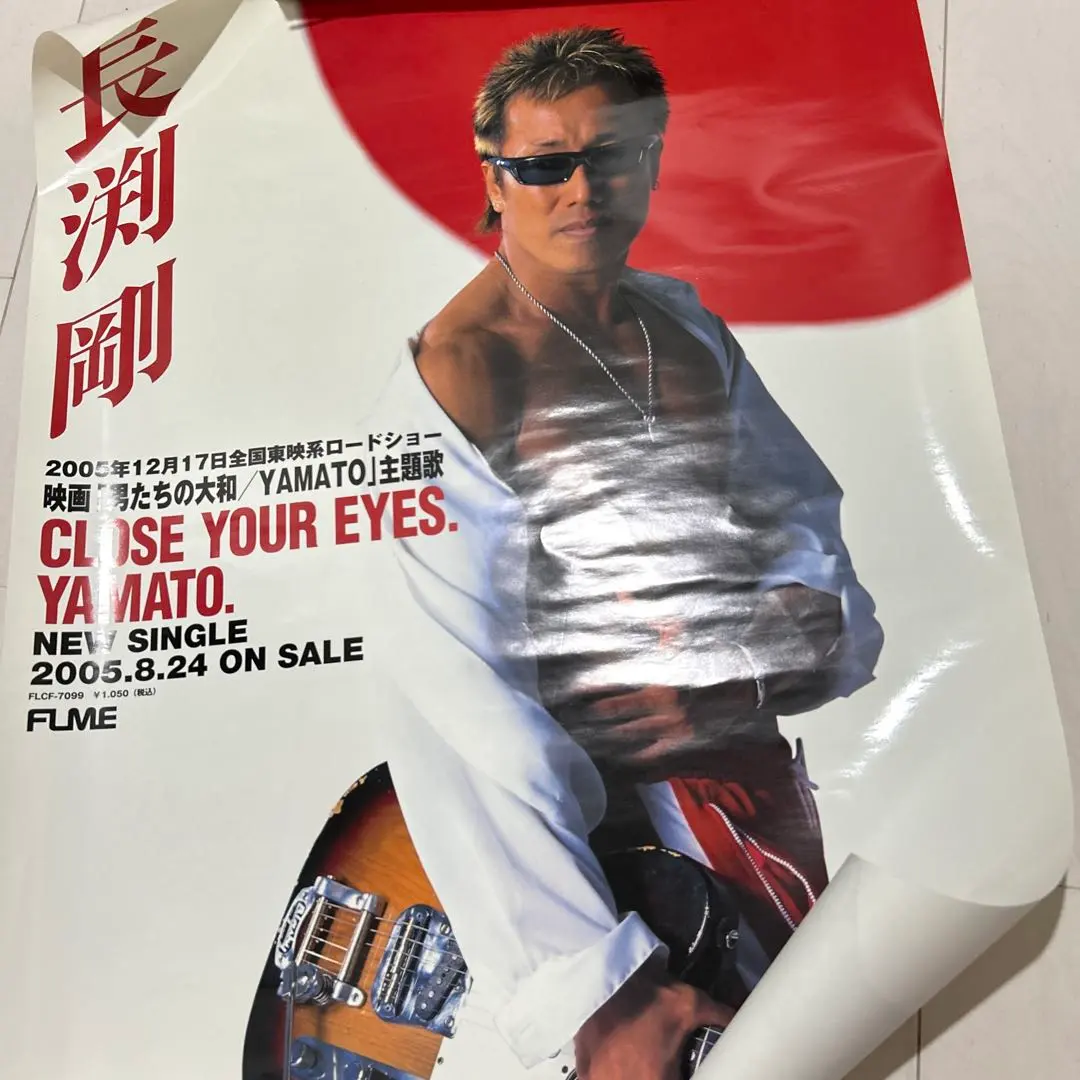 長渕剛
2005年12月17日全国東映系ロードショー
映画「男たちの大和/YAMATO」主題歌
CLOSE YOUR EYES.
YAMATO.
NEW SINGLE
2005.8.24 ON SALE
FLCF-7099 ¥1.050(税込)
FLME